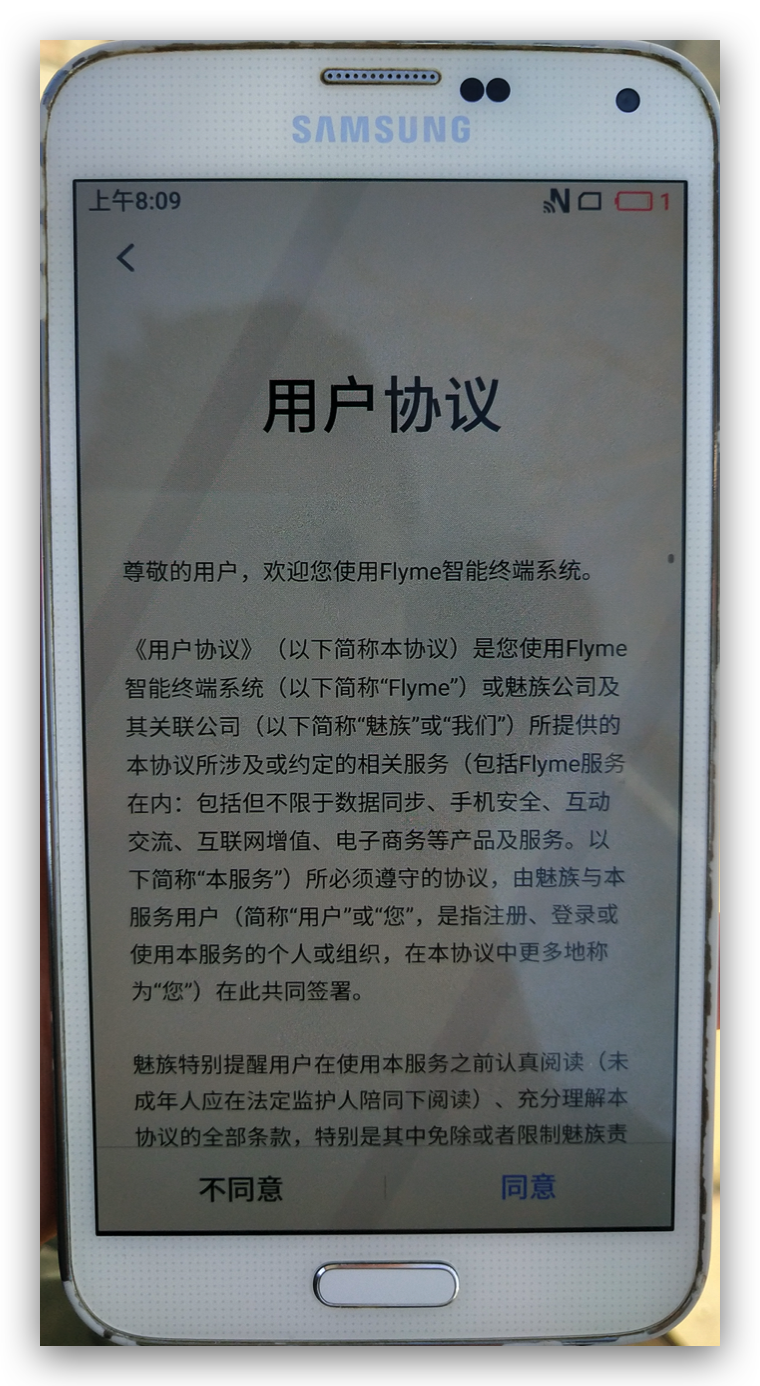 SAMSUNG
上午8:09
1
用户协议
尊敬的用户，欢迎您使用Flyme智能终端系统。
《用户协议》（以下简称本协议）是您使用Flyme
智能终端系统（以下简称“Flyme”）或魅族公司及
其关联公司（以下简称“魅族”或“我们”）所提供的
本协议所涉及或约定的相关服务（包括Flyme服务
在内：包括但不限于数据同步、手机安全、互动
交流、互联网增值、电子商务等产品及服务。以
下简称“本服务”）所必须遵守的协议，由魅族与本
服务用户（简称“用户”或“您”，是指注册、登录或
使用本服务的个人或组织，在本协议中更多地称
为“您”）在此共同签署。
魅族特别提醒用户在使用本服务之前认真阅读（未
成年人应在法定监护人陪同下阅读）、充分理解本
协议的全部条款，特别是其中免除或者限制魅族责
不同意
同意